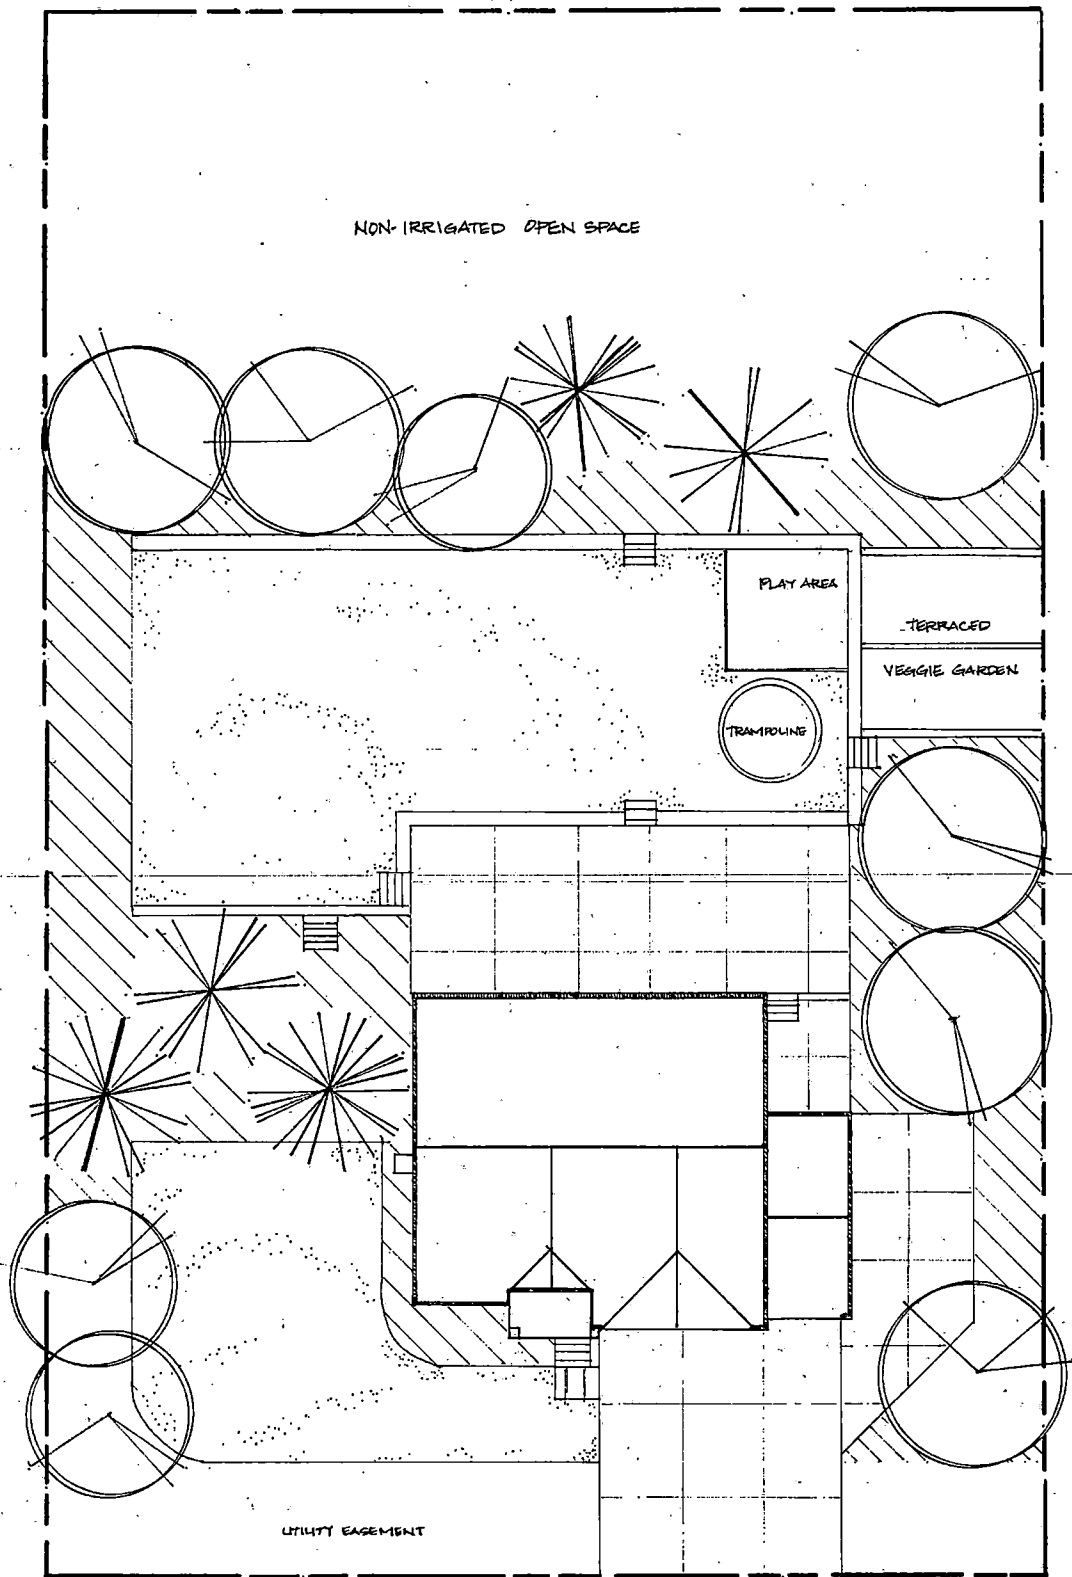 NON-IRRIGATED OPEN SPACE
PLAY AREA
TERRACED
VEGGIE GARDEN
TRAMPOLINE
UTILITY EASEMENT